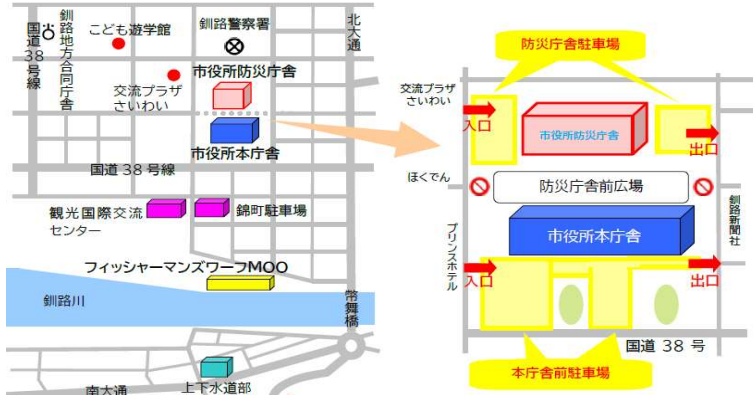 国道38号線
釧路地方合同庁舎
こども遊学館
釧路警察署
北大通
市役所防災庁舎
交流プラザ
さいわい
市役所本庁舎
国道38号線
観光国際交流
センター
錦町駐車場
フィッシャーマンズワーフMOO
釧路川
幣舞橋
南大通
上下水道部
防災庁舎駐車場
交流プラザ
さいわい
入口
市役所防災庁舎
出口
ほくでん
防災庁舎前広場
プリンスホテル
市役所本庁舎
釧路新聞社
入口
出口
国道 38 号
本庁舎前駐車場